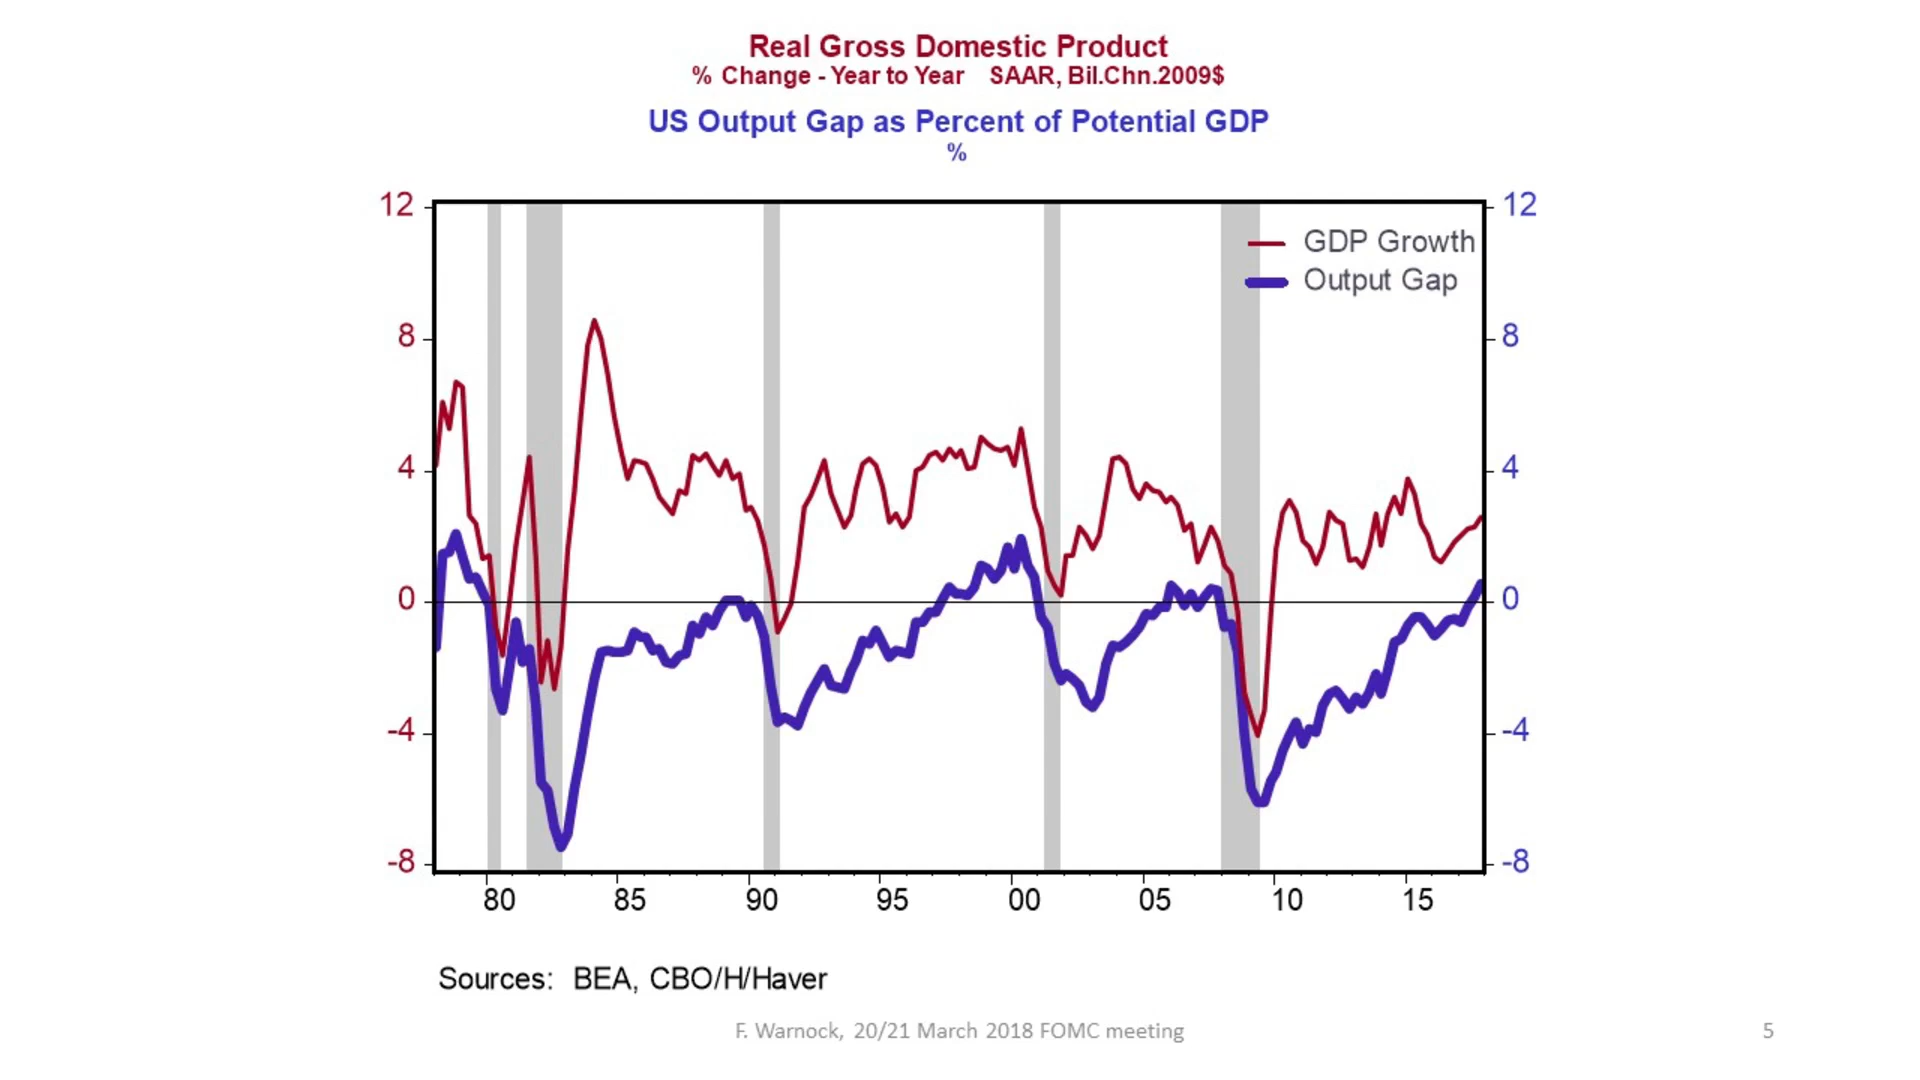 Real Gross Domestic Product
% Change - Year to Year SAAR, Bil.Chn.2009$
US Output Gap as Percent of Potential GDP
%
12
12
GDP Growth
Output Gap
8
8
4
4
0
0
-4
-4
-8
-8
80 85 90 95 00 05 10 15
Sources: BEA, CBO/H/Haver
F. Warnock, 20/21 March 2018 FOMC meeting
5